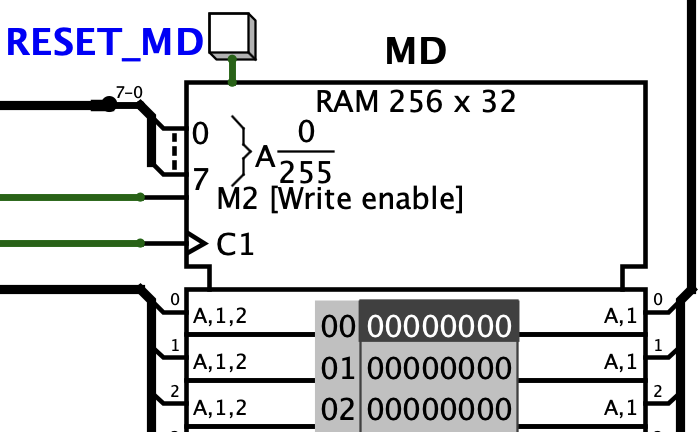 RESET_MD
MD
7-0
RAM 256 x 32
0
7
A 0
255
M2 [Write enable]
C1
0 A,1,2 00 00000000 A,1 0
1 A,1,2 01 00000000 A,1 1
2 A,1,2 02 00000000 A,1 2